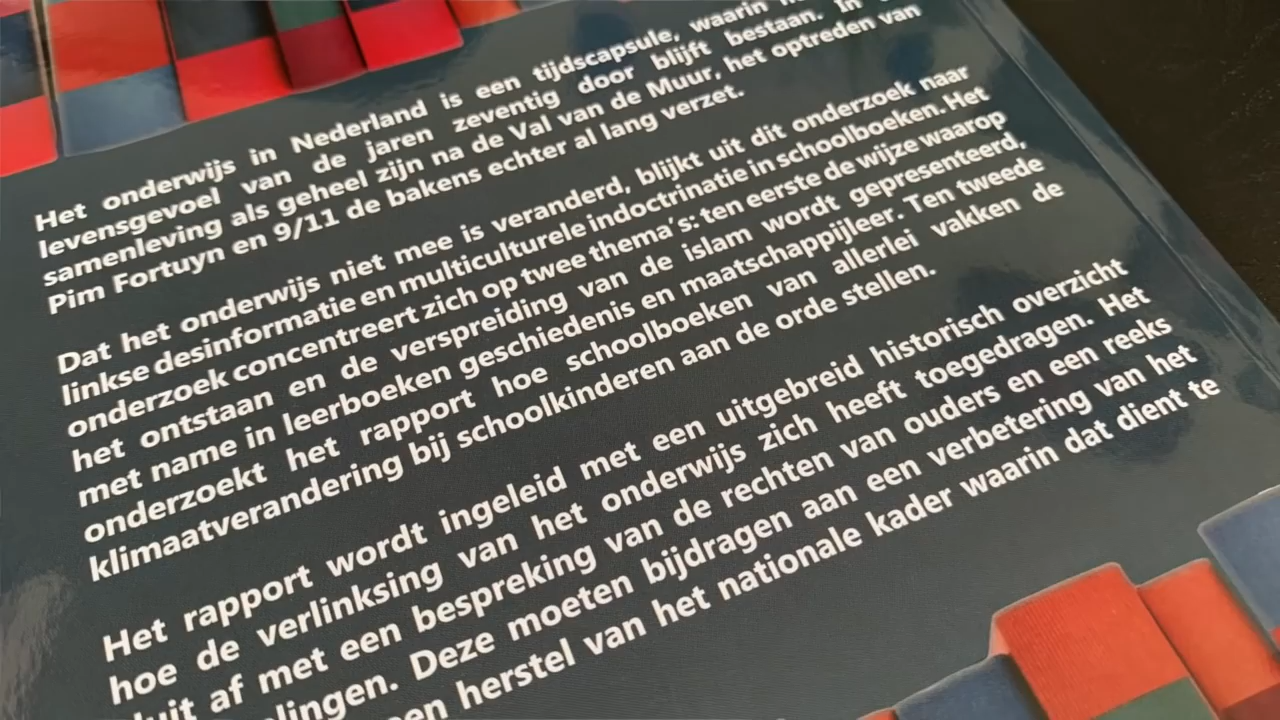 Het onderwijs in Nederland is een tijdscapsule, waarin
levensgevoel van de jaren zeventig door blijft bestaan. In
samenleving als geheel zijn na de Val van de Muur, het optreden van
Pim Fortuyn en 9/11 de bakens echter al lang verzet.
Dat het onderwijs niet mee is veranderd, blijkt uit dit onderzoek naar
linkse desinformatie en multiculturele indoctrinatie in schoolboeken. Het
onderzoek concentreert zich op twee thema's: ten eerste de wijze waarop
het ontstaan en de verspreiding van de islam wordt gepresenteerd,
met name in leerboeken geschiedenis en maatschappijleer. Ten tweede
onderzoekt het rapport hoe schoolboeken van allerlei vakken de
klimaatverandering bij schoolkinderen aan de orde stellen.
Het rapport wordt ingeleid met een uitgebreid historisch overzicht
hoe de verlinksing van het onderwijs zich heeft toegedragen. Het
af met een bespreking van de rechten van ouders en een reeks
Deze moeten bijdragen aan een verbetering van het
een herstel van het nationale kader waarin dat dient te